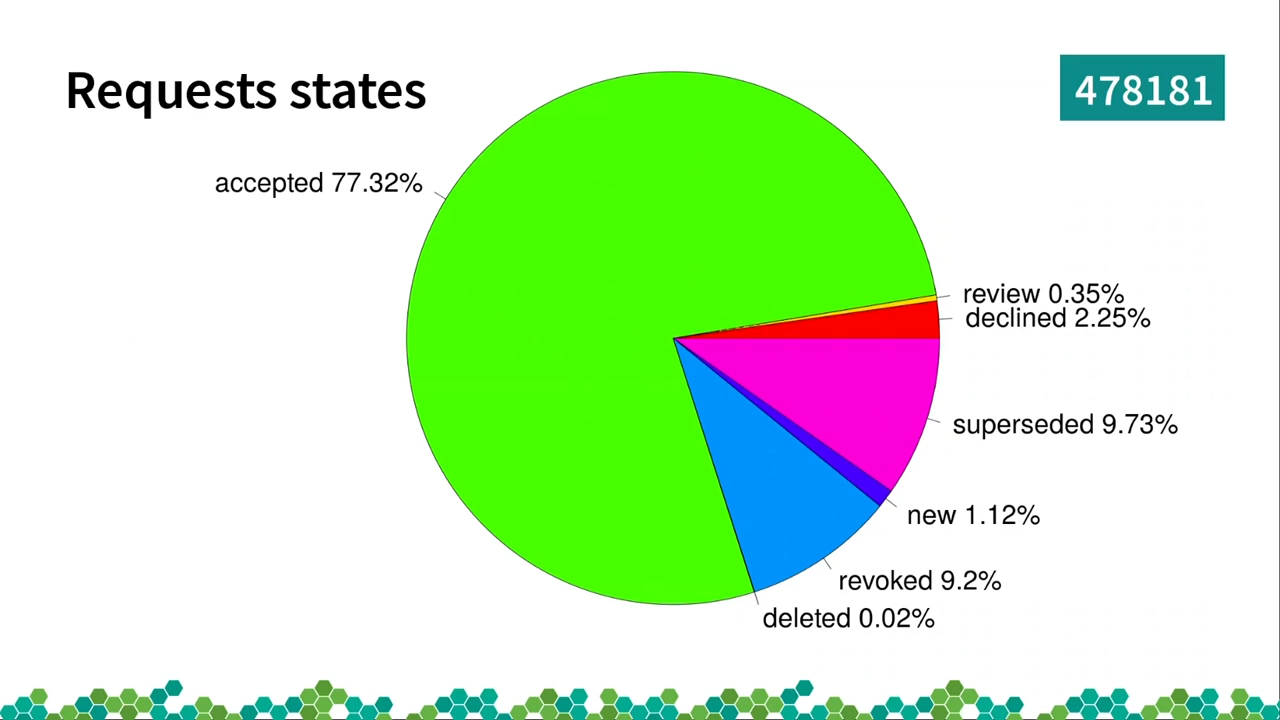 Requests states
478181
accepted 77.32%
review 0.35%
declined 2.25%
superseded 9.73%
new 1.12%
revoked 9.2%
deleted 0.02%